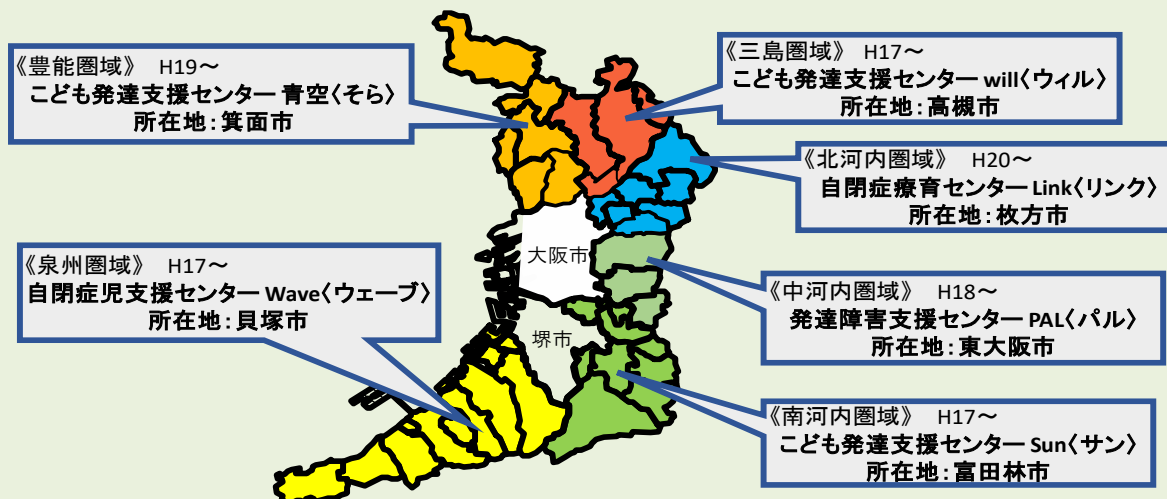 《豊能圏域》 H19～
こども発達支援センター 青空〈そら〉
所在地：箕面市
《三島圏域》 H17～
こども発達支援センター will〈ウィル〉
所在地：高槻市
《北河内圏域》 H20～
自閉症療育センター Link〈リンク〉
所在地：枚方市
大阪市
《泉州圏域》 H17～
自閉症児支援センター Wave〈ウェーブ〉
所在地：貝塚市
《中河内圏域》 H18～
発達障害支援センター PAL〈パル〉
所在地：東大阪市
堺市
《南河内圏域》 H17～
こども発達支援センター Sun〈サン〉
所在地：富田林市